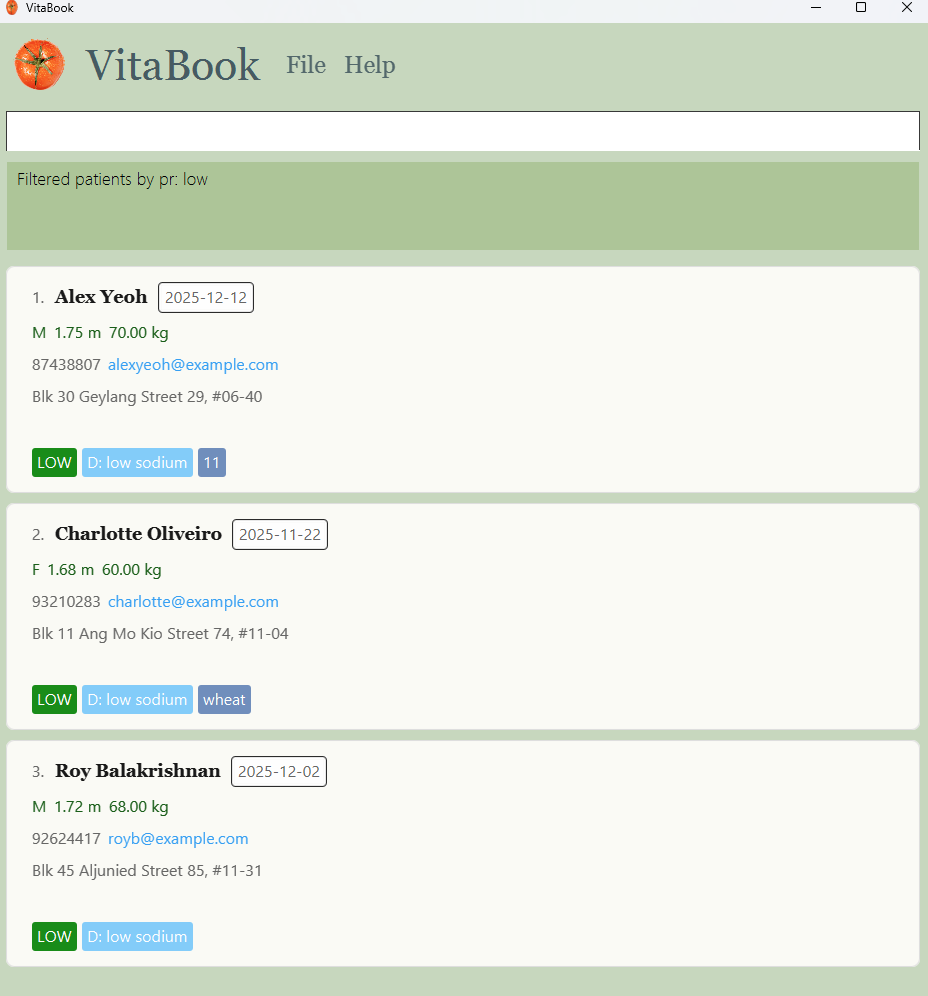 VitaBook
VitaBook File Help
Filtered patients by pr: low
1. Alex Yeoh 2025-12-12
M 1.75 m 70.00 kg
87438807 alexyeoh@example.com
Blk 30 Geylang Street 29, #06-40
LOW D: low sodium 11
2. Charlotte Oliveiro 2025-11-22
F 1.68 m 60.00 kg
93210283 charlotte@example.com
Blk 11 Ang Mo Kio Street 74, #11-04
LOW D: low sodium wheat
3. Roy Balakrishnan 2025-12-02
M 1.72 m 68.00 kg
92624417 royb@example.com
Blk 45 Aljunied Street 85, #11-31
LOW D: low sodium